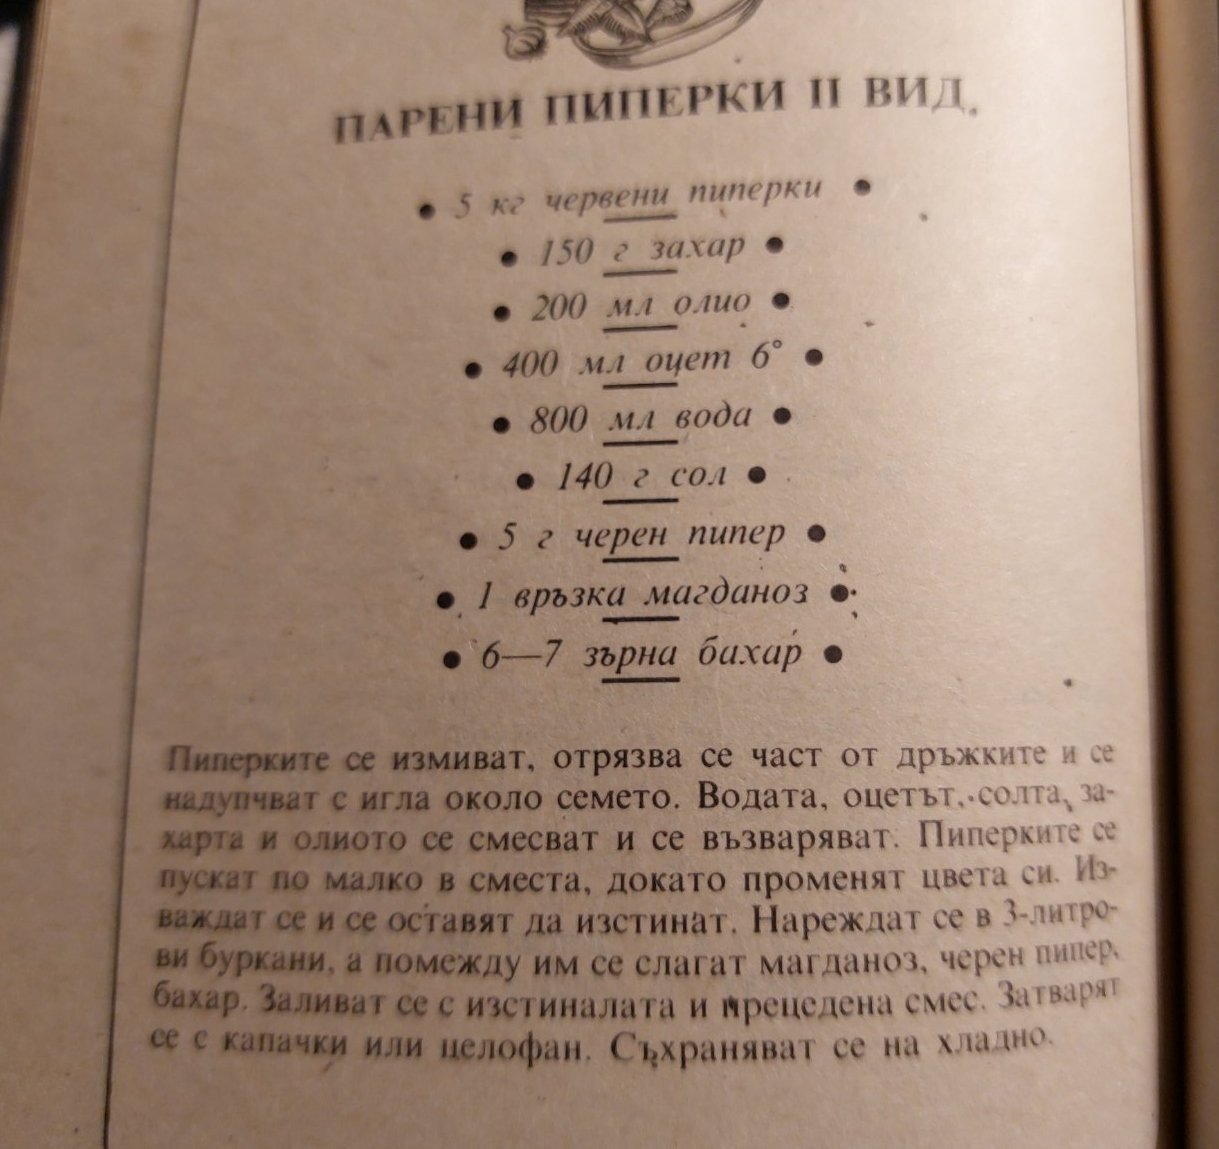 ПАРЕНИ ПИПЕРКИ II ВИД
• 5 кг червени пиперки •
• 150 г захар •
• 200 мл олио •
• 400 мл оцет 6° •
• 800 мл вода •
• 140 г сол •
• 5 г черен пипер •
• 1 връзка магданоз •
• 6—7 зърна бахар •
Пиперките се измиват, отрязва се част от дръжките и се
надупчват с игла около семето. Водата, оцетът, солта, за-
харта и олиото се смесват и се възваряват. Пиперките се
пускат по малко в сместа, докато променят цвета си. Из-
важдат се и се оставят да изстинат. Нареждат се в 3-литро-
ви буркани, а помежду им се слагат магданоз, черен пипер,
бахар. Заливат се с изстиналата и прецедена смес. Затварят
се с капачки или целофан. Съхраняват се на хладно.